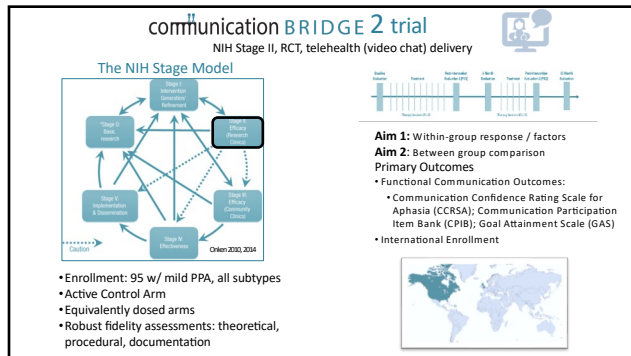 communication BRIDGE 2 trial
NIH Stage II, RCT, telehealth (video chat) delivery
The NIH Stage Model
Stage I:
Intervention
Generation/
Refinement
Stage II:
Efficacy
(Research
Clinics)
Stage III:
Efficacy
(Community
Clinics)
Stage IV:
Effectiveness
Stage V:
Implementation
& Dissemination
*Stage 0:
Basic
research
Caution
Onken 2010, 2014
•Enrollment: 95 w/ mild PPA, all subtypes
•Active Control Arm
•Equivalently dosed arms
•Robust fidelity assessments: theoretical,
procedural, documentation
Baseline
Evaluation
Treatment
Treatment
Aim 1: Within-group response / factors
Aim 2: Between group comparison
Primary Outcomes
• Functional Communication Outcomes:
• Communication Confidence Rating Scale for
Aphasia (CCRSA); Communication Participation
Item Bank (CPIB); Goal Attainment Scale (GAS)
• International Enrollment